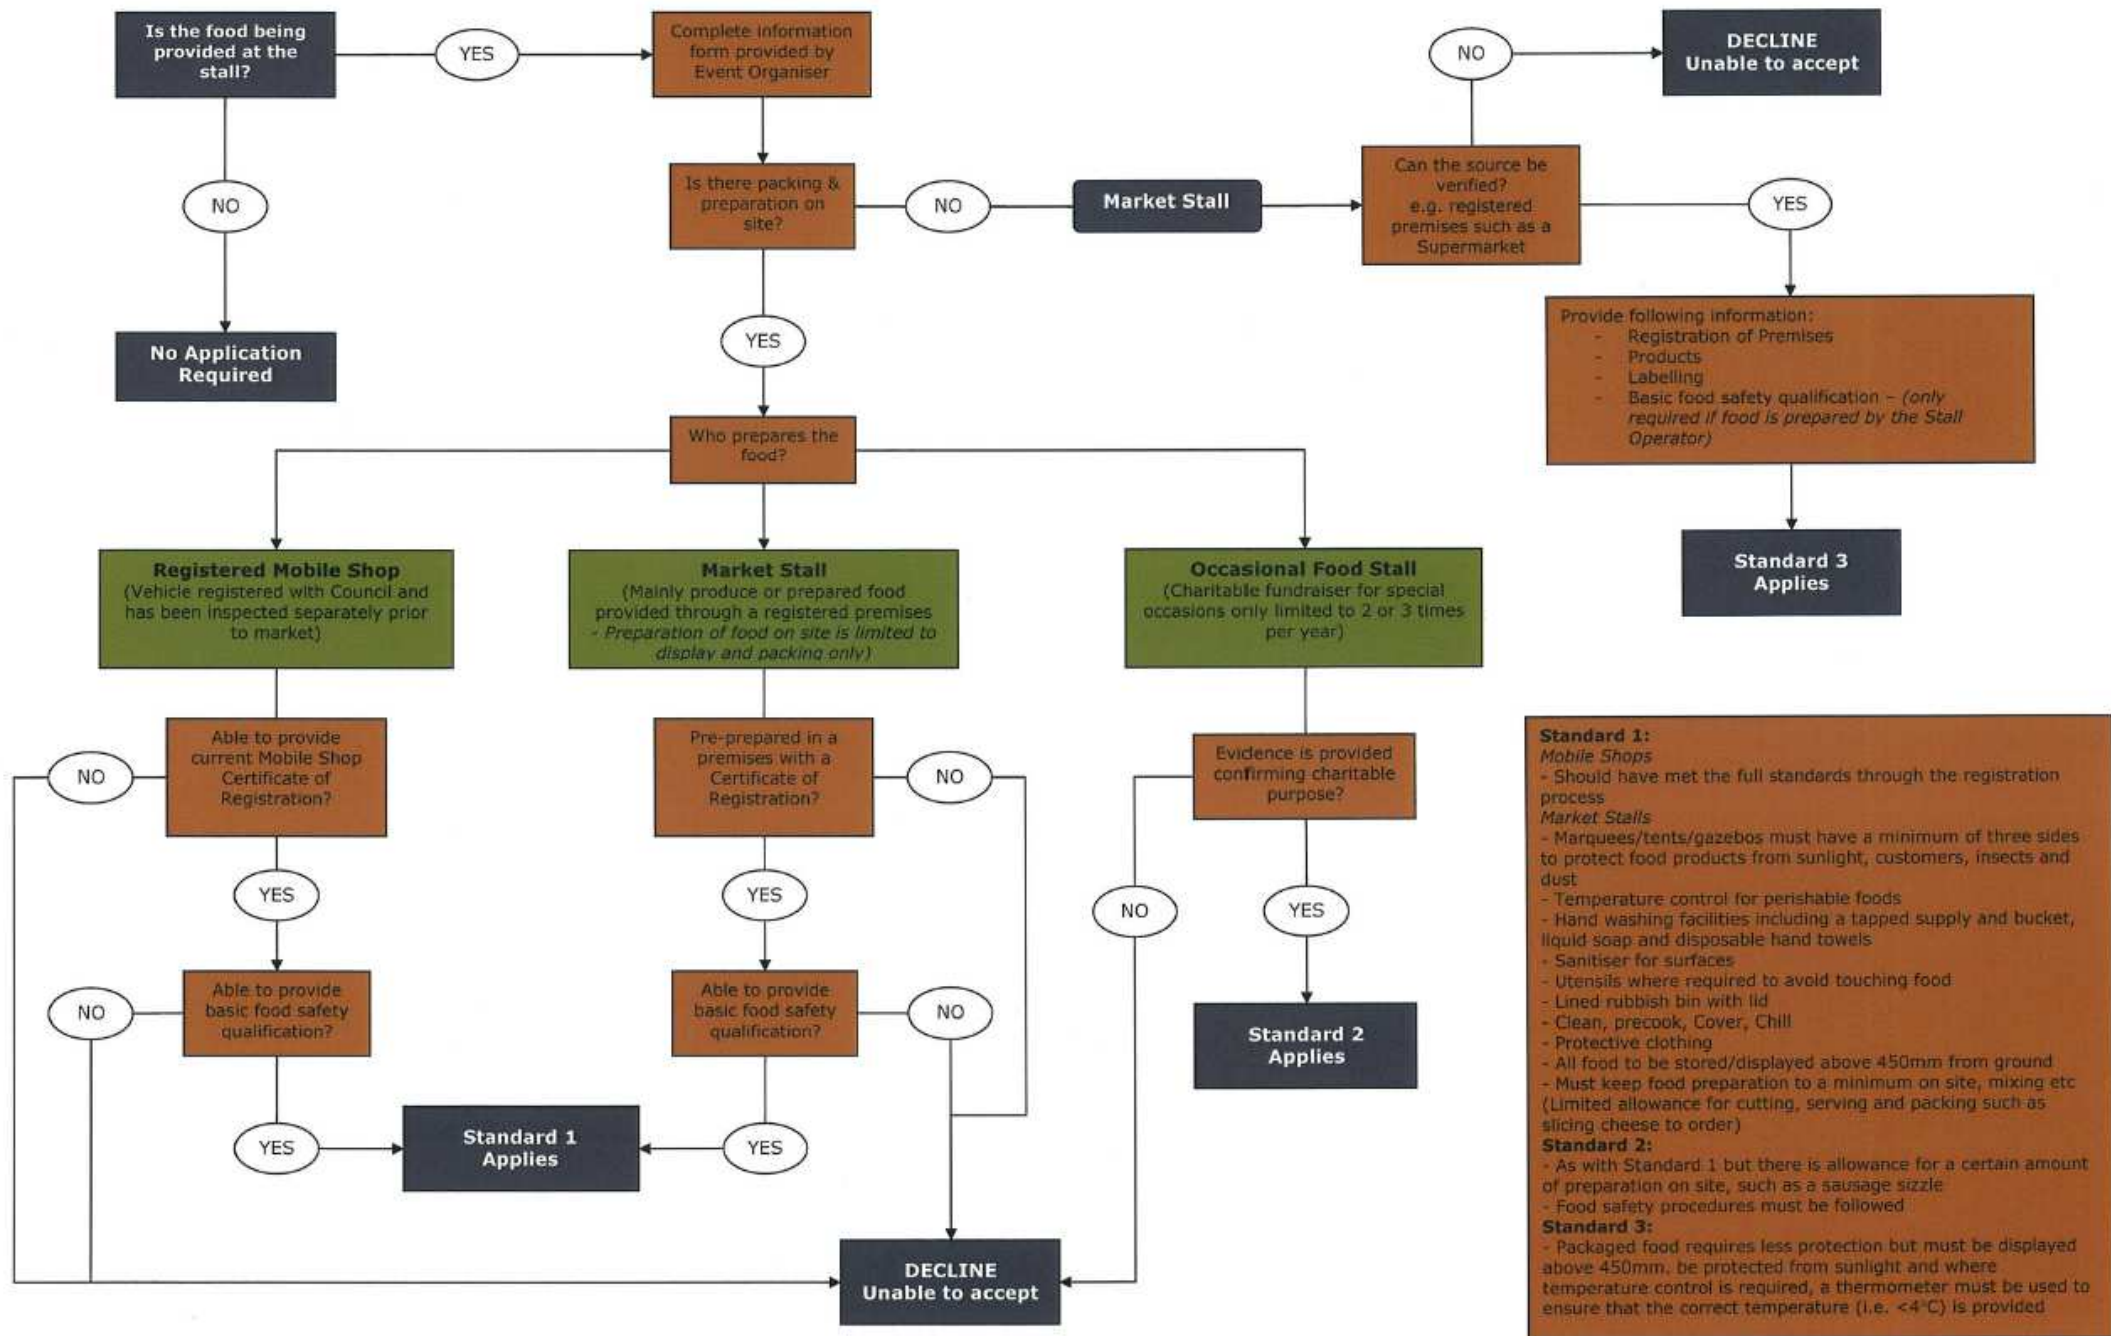 Is the food being
provided at the
stall?
YES
Complete information
form provided by
Event Organiser
NO
DECLINE
Unable to accept
NO
Is there packing &
preparation on
site?
NO
Market Stall
Can the source be
verified?
e.g. registered
premises such as a
Supermarket
YES
No Application
Required
YES
Provide following information:
- Registration of Premises
- Products
- Labelling
- Basic food safety qualification – (only
required if food is prepared by the Stall
Operator)
Who prepares the
food?
Standard 3
Applies
Registered Mobile Shop
(Vehicle registered with Council and
has been inspected separately prior
to market)
Market Stall
(Mainly produce or prepared food
provided through a registered premises
- Preparation of food on site is limited to
display and packing only)
Occasional Food Stall
(Charitable fundraiser for special
occasions only limited to 2 or 3 times
per year)
NO
Able to provide
current Mobile Shop
Certificate of
Registration?
Pre-prepared in a
premises with a
Certificate of
Registration?
NO
Evidence is provided
confirming charitable
purpose?
YES
YES
NO
YES
NO
Able to provide
basic food safety
qualification?
Able to provide
basic food safety
qualification?
NO
Standard 2
Applies
YES
Standard 1
Applies
YES
DECLINE
Unable to accept
Standard 1:
Mobile Shops
- Should have met the full standards through the registration
process
Market Stalls
- Marquees/tents/gazebos must have a minimum of three sides
to protect food products from sunlight, customers, insects and
dust
- Temperature control for perishable foods
- Hand washing facilities including a tapped supply and bucket,
liquid soap and disposable hand towels
- Sanitiser for surfaces
- Utensils where required to avoid touching food
- Lined rubbish bin with lid
- Clean, precook, Cover, Chill
- Protective clothing
- All food to be stored/displayed above 450mm from ground
- Must keep food preparation to a minimum on site, mixing etc
(Limited allowance for cutting, serving and packing such as
slicing cheese to order)
Standard 2:
- As with Standard 1 but there is allowance for a certain amount
of preparation on site, such as a sausage sizzle
- Food safety procedures must be followed
Standard 3:
- Packaged food requires less protection but must be displayed
above 450mm, be protected from sunlight and where
temperature control is required, a thermometer must be used to
ensure that the correct temperature (i.e. <4°C) is provided